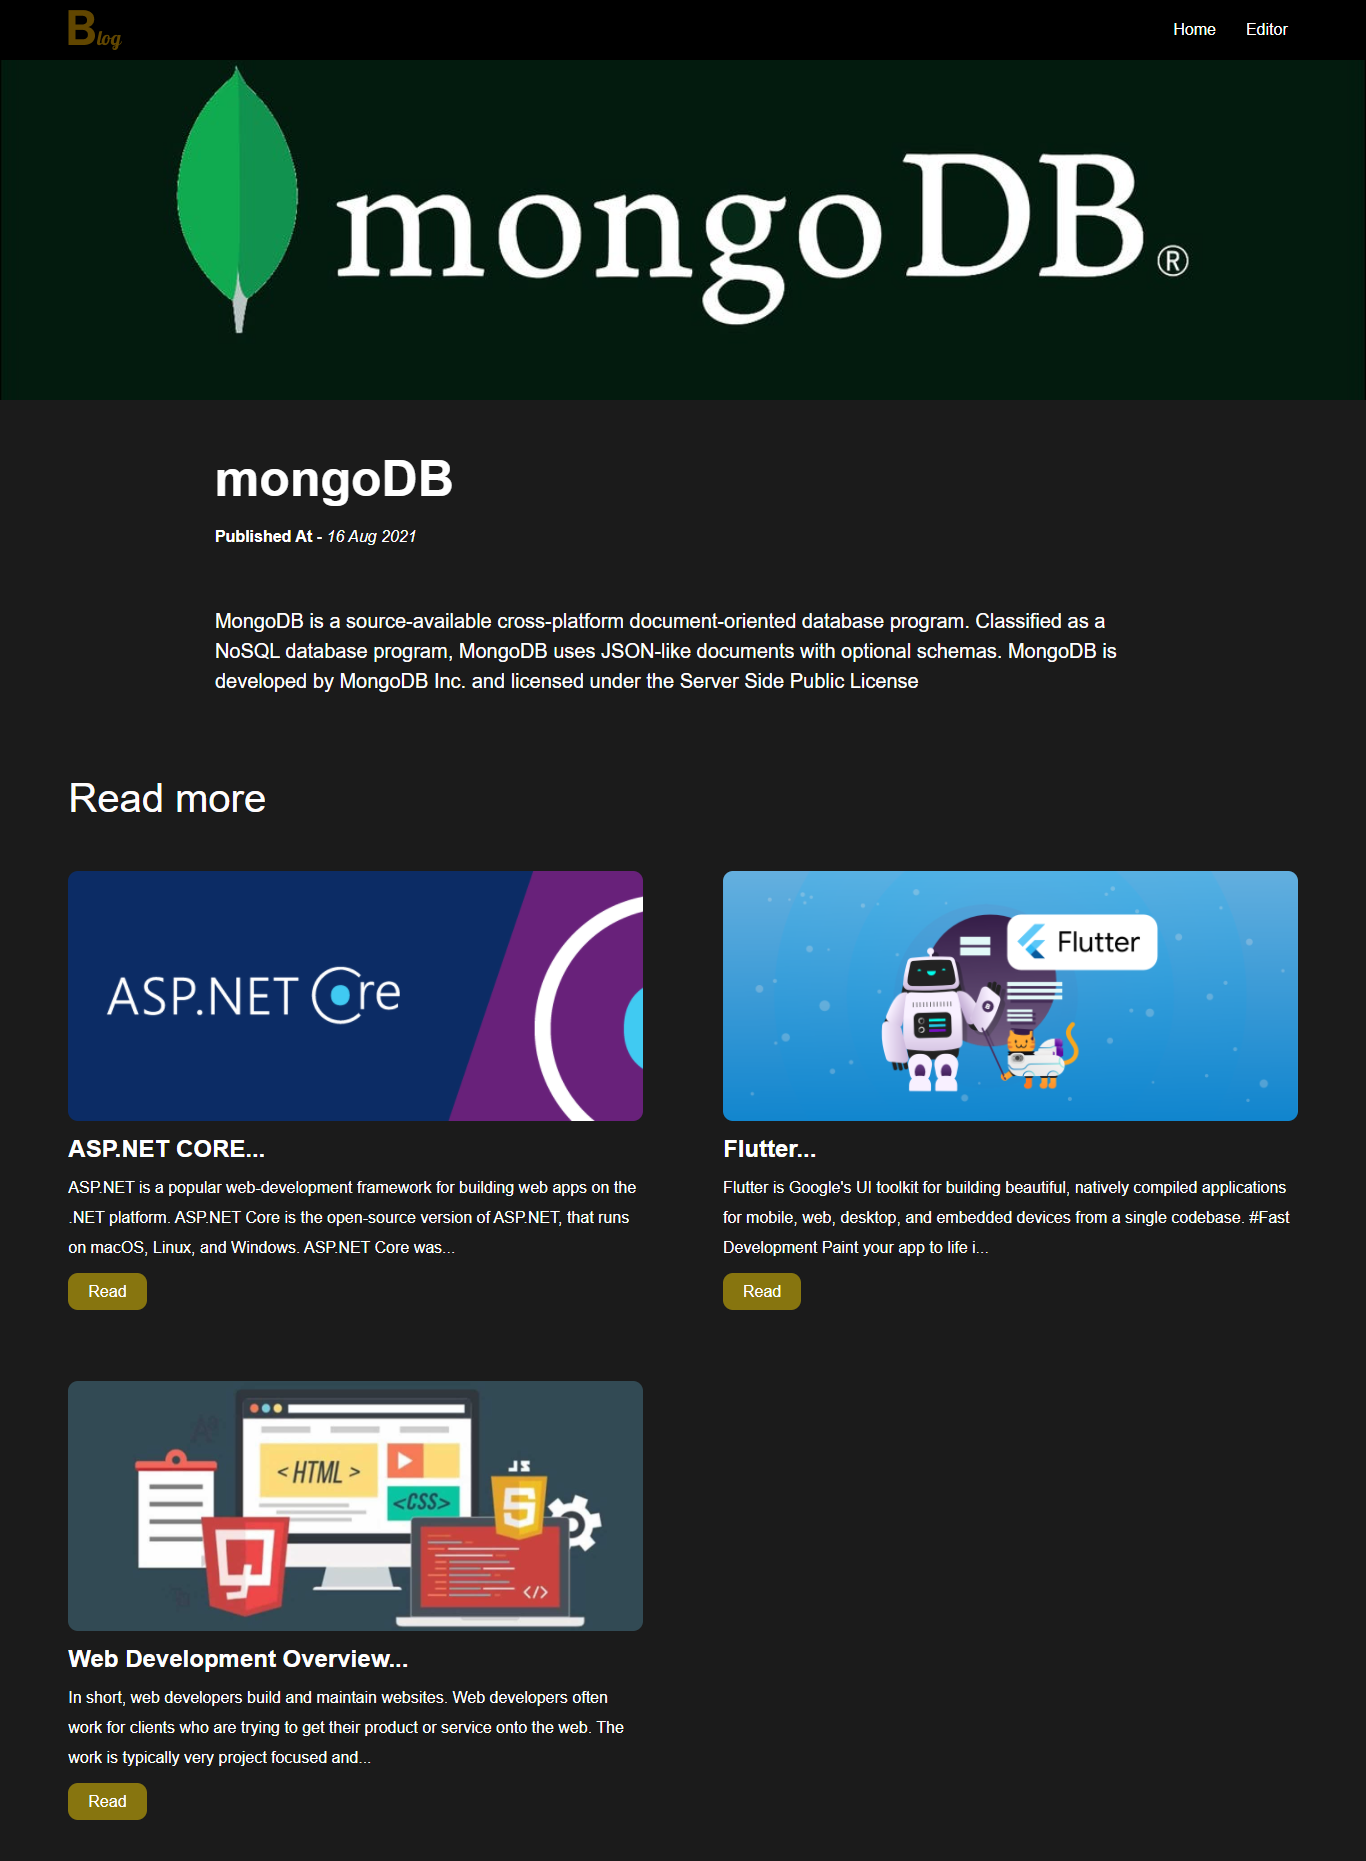 Blog
Home Editor
mongoDB®
mongoDB
Published At - 16 Aug 2021
MongoDB is a source-available cross-platform document-oriented database program. Classified as a
NoSQL database program, MongoDB uses JSON-like documents with optional schemas. MongoDB is
developed by MongoDB Inc. and licensed under the Server Side Public License
Read more
ASP.NET Core
ASP.NET CORE...
ASP.NET is a popular web-development framework for building web apps on the
.NET platform. ASP.NET Core is the open-source version of ASP.NET, that runs
on macOS, Linux, and Windows. ASP.NET Core was...
Read
Flutter
Flutter...
Flutter is Google's UI toolkit for building beautiful, natively compiled applications
for mobile, web, desktop, and embedded devices from a single codebase. #Fast
Development Paint your app to life i...
Read
< HTML >
<CSS>
JS
5
</>
Web Development Overview...
In short, web developers build and maintain websites. Web developers often
work for clients who are trying to get their product or service onto the web. The
work is typically very project focused and...
Read